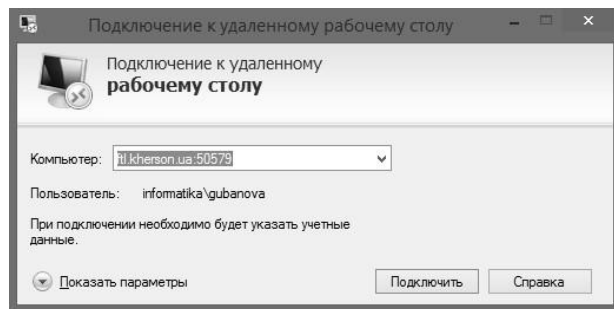 Подключение к удаленному рабочему столу
Подключение к удаленному
рабочему столу
Компьютер: ftl.kherson.ua:50579
Пользователь: informatika\gubanova
При подключении необходимо будет указать учетные
данные.
Показать параметры Подключить Справка